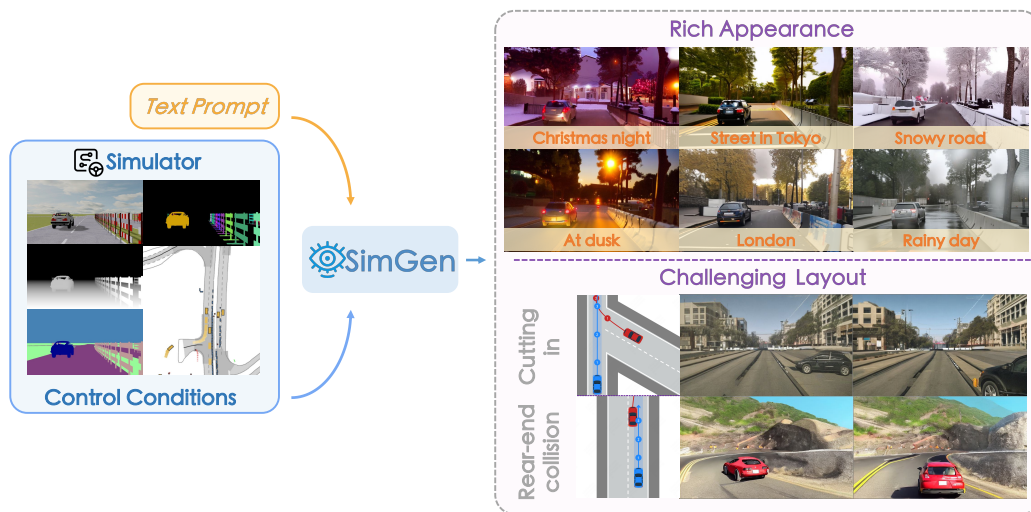 Text Prompt
Simulator
Control Conditions
SimGen
Rich Appearance
Christmas night
Street in Tokyo
Snowy road
At dusk
London
Rainy day
Challenging Layout
Cutting
in
Rear-end
collision